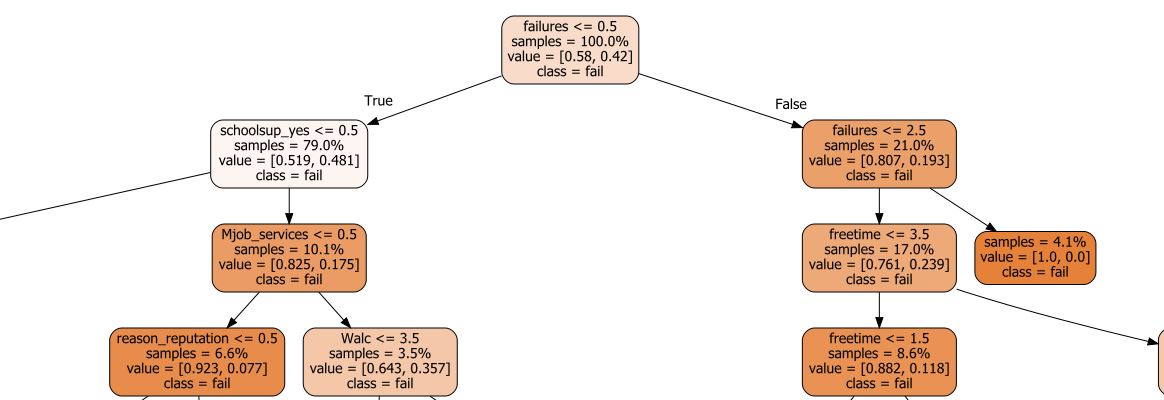 failures <= 0.5
samples = 100.0%
value = [0.58, 0.42]
class = fail
True
False
schoolsup_yes <= 0.5
samples = 79.0%
value = [0.519, 0.481]
class = fail
failures <= 2.5
samples = 21.0%
value = [0.807, 0.193]
class = fail
Mjob_services <= 0.5
samples = 10.1%
value = [0.825, 0.175]
class = fail
freetime <= 3.5
samples = 17.0%
value = [0.761, 0.239]
class = fail
samples = 4.1%
value = [1.0, 0.0]
class = fail
reason_reputation <= 0.5
samples = 6.6%
value = [0.923, 0.077]
class = fail
Walc <= 3.5
samples = 3.5%
value = [0.643, 0.357]
class = fail
freetime <= 1.5
samples = 8.6%
value = [0.882, 0.118]
class = fail